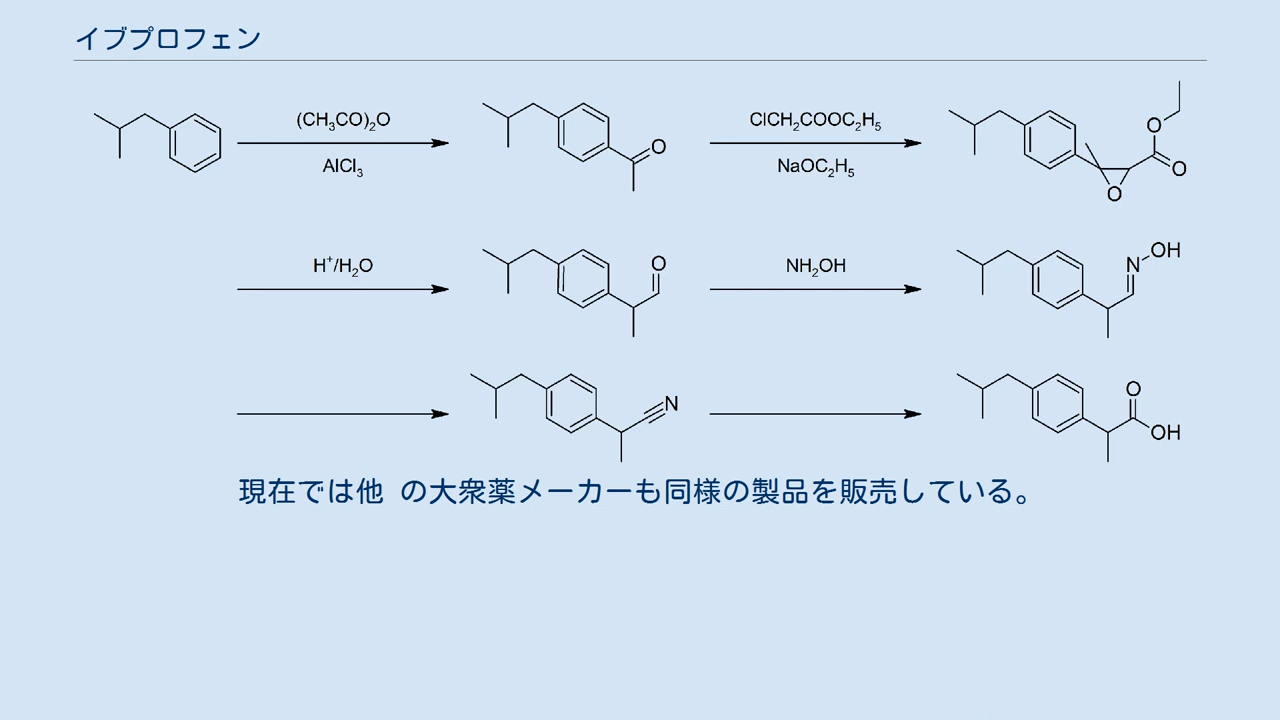 イブプロフェン
(CH₃CO)₂O
AlCl₃
O
ClCH₂COOC₂H₅
NaOC₂H₅
O
O
O
H⁺/H₂O
O
NH₂OH
N
OH
N
O
OH
現在では他 の大衆薬メーカーも同様の製品を販売している。